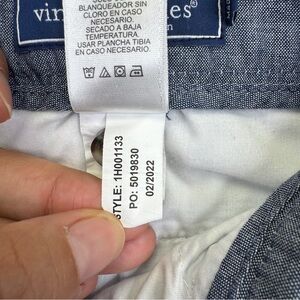 vin es®
BLANQUEADOR SIN
CLORO EN CASO
NECESARIO.
SECADO A BAJA
TEMPERATURA.
USAR PLANCHA TIBIA
EN CASO NECESARIO.
STYLE: 1H001133
PO: 5019830
02/2022